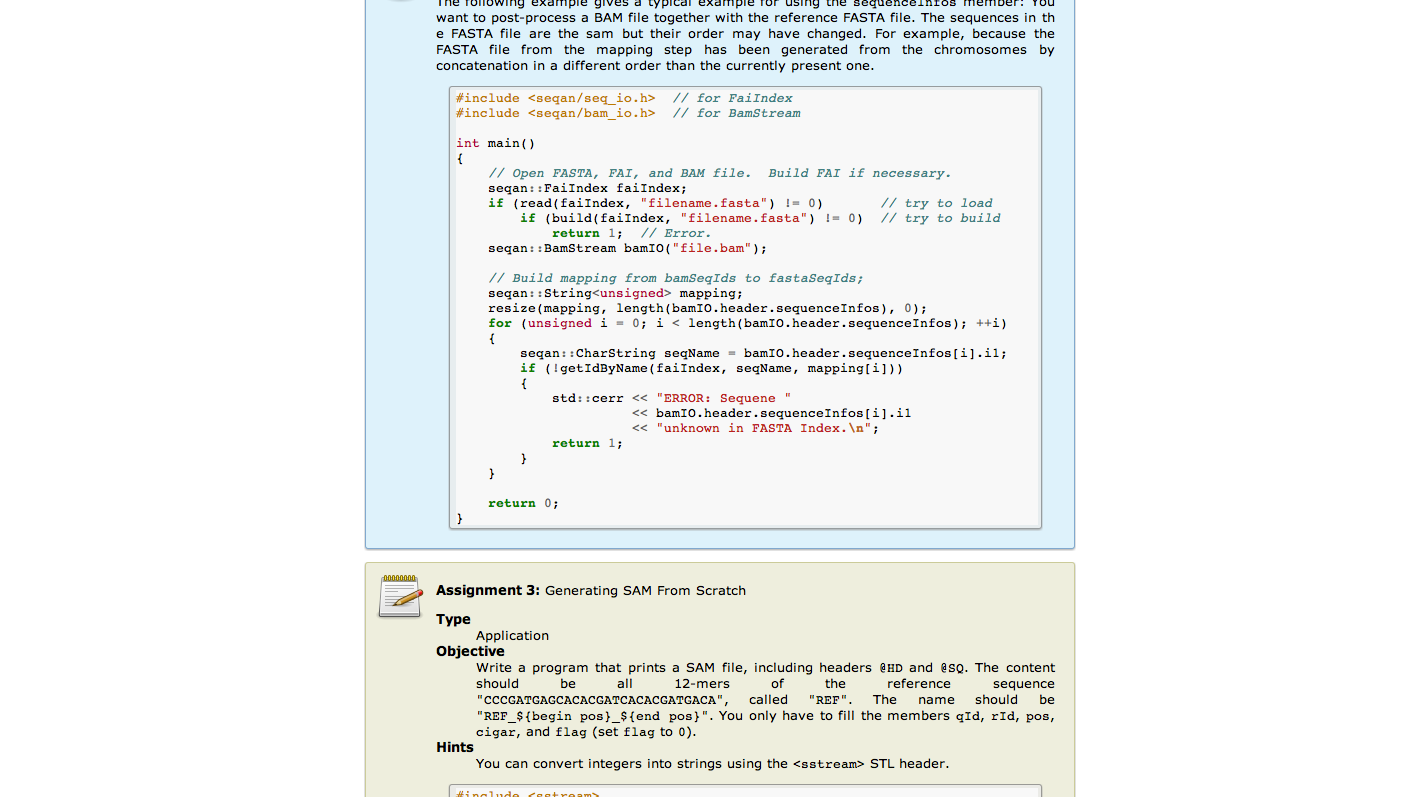 The following example gives a typical example for using the sequenceInfos member: You
want to post-process a BAM file together with the reference FASTA file. The sequences in th
e FASTA file are the sam but their order may have changed. For example, because the
FASTA file from the mapping step has been generated from the chromosomes by
concatenation in a different order than the currently present one.
#include <seqan/seq_io.h>  // for FaiIndex
#include <seqan/bam_io.h>  // for BamStream
int main()
{
    // Open FASTA, FAI, and BAM file.  Build FAI if necessary.
    seqan::FaiIndex faiIndex;
    if (read(faiIndex, "filename.fasta") != 0)       // try to load
        if (build(faiIndex, "filename.fasta") != 0)  // try to build
            return 1;  // Error.
    seqan::BamStream bamIO("file.bam");
    // Build mapping from bamSeqIds to fastaSeqIds;
    seqan::String<unsigned> mapping;
    resize(mapping, length(bamIO.header.sequenceInfos), 0);
    for (unsigned i = 0; i < length(bamIO.header.sequenceInfos); ++i)
    {
        seqan::CharString seqName = bamIO.header.sequenceInfos[i].i1;
        if (!getIdByName(faiIndex, seqName, mapping[i]))
        {
            std::cerr << "ERROR: Sequene "
                      << bamIO.header.sequenceInfos[i].i1
                      << "unknown in FASTA Index.\n";
            return 1;
        }
    }
    return 0;
}
Assignment 3: Generating SAM From Scratch
Type
Application
Objective
Write a program that prints a SAM file, including headers @HD and @SQ. The content
should be all 12-mers of the reference sequence
"CCCGATGAGCACACGATCACACGATGACA", called "REF". The name should be
"REF_${begin pos}_${end pos}". You only have to fill the members qId, rId, pos,
cigar, and flag (set flag to 0).
Hints
You can convert integers into strings using the <sstream> STL header.
#include <sstream>